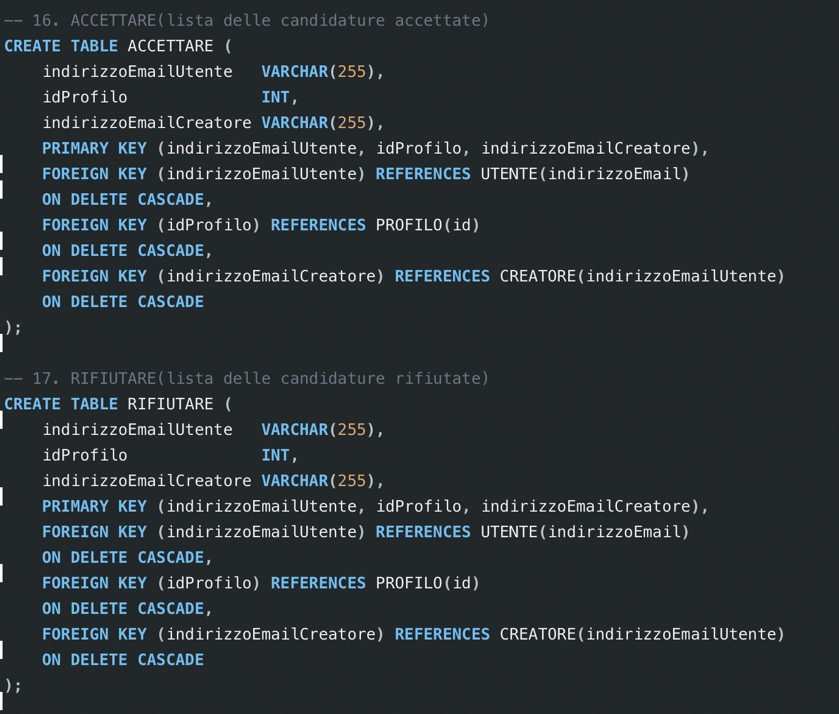 -- 16. ACCETTARE(lista delle candidature accettate)
CREATE TABLE ACCETTARE (
    indirizzoEmailUtente   VARCHAR(255),
    idProfilo              INT,
    indirizzoEmailCreatore VARCHAR(255),
    PRIMARY KEY (indirizzoEmailUtente, idProfilo, indirizzoEmailCreatore),
    FOREIGN KEY (indirizzoEmailUtente) REFERENCES UTENTE(indirizzoEmail)
    ON DELETE CASCADE,
    FOREIGN KEY (idProfilo) REFERENCES PROFILO(id)
    ON DELETE CASCADE,
    FOREIGN KEY (indirizzoEmailCreatore) REFERENCES CREATORE(indirizzoEmailUtente)
    ON DELETE CASCADE
);
-- 17. RIFIUTARE(lista delle candidature rifiutate)
CREATE TABLE RIFIUTARE (
    indirizzoEmailUtente   VARCHAR(255),
    idProfilo              INT,
    indirizzoEmailCreatore VARCHAR(255),
    PRIMARY KEY (indirizzoEmailUtente, idProfilo, indirizzoEmailCreatore),
    FOREIGN KEY (indirizzoEmailUtente) REFERENCES UTENTE(indirizzoEmail)
    ON DELETE CASCADE,
    FOREIGN KEY (idProfilo) REFERENCES PROFILO(id)
    ON DELETE CASCADE,
    FOREIGN KEY (indirizzoEmailCreatore) REFERENCES CREATORE(indirizzoEmailUtente)
    ON DELETE CASCADE
);